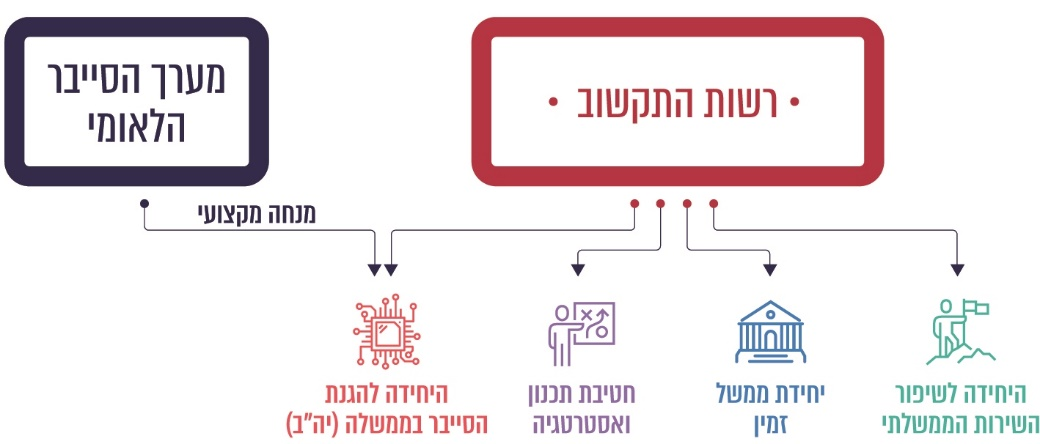 • רשות התקשוב •
מערך הסייבר
הלאומי
מנחה מקצועי
היחידה לשיפור
השירות הממשלתי
יחידת ממשל
זמין
חטיבת תכנון
ואסטרטגיה
היחידה להגנת
הסייבר בממשלה (יה"ב)